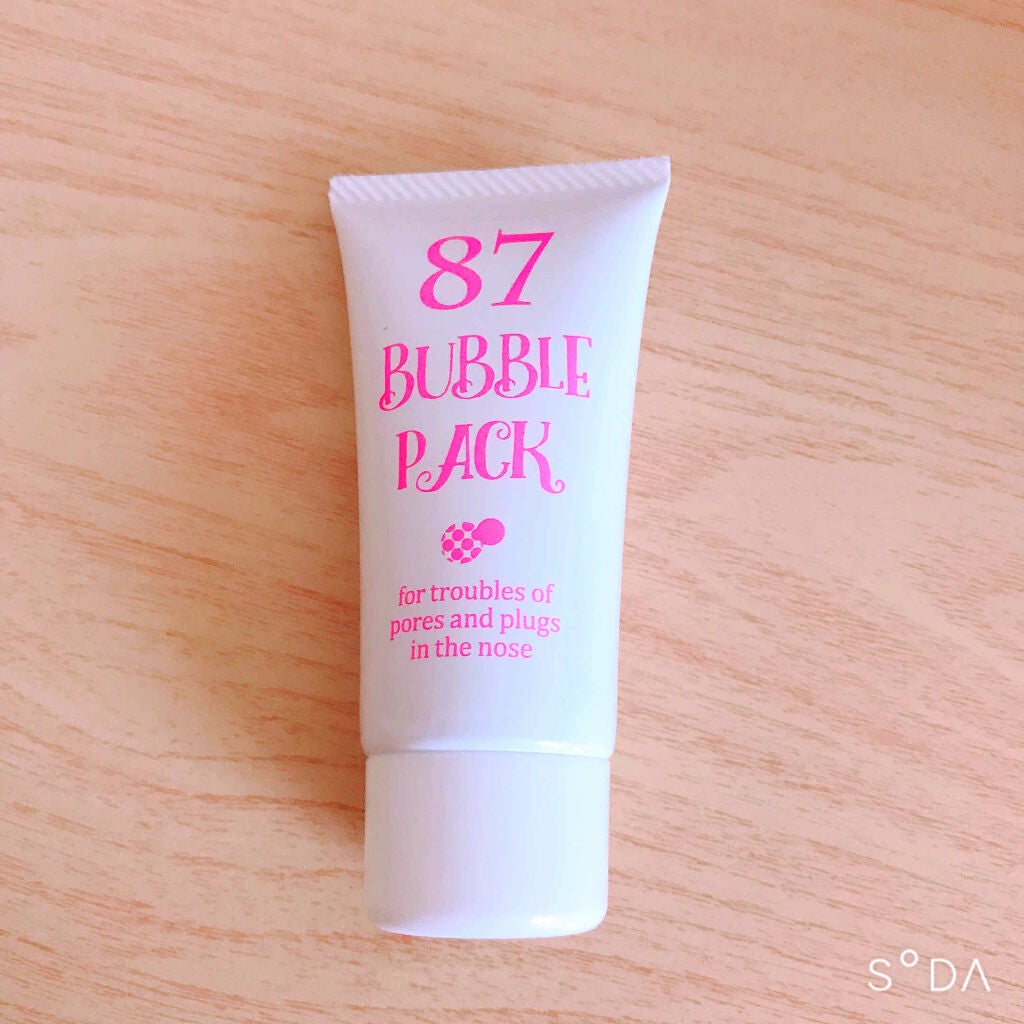 87
BUBBLE
PACK
for troubles of
pores and plugs
in the nose
S°DA